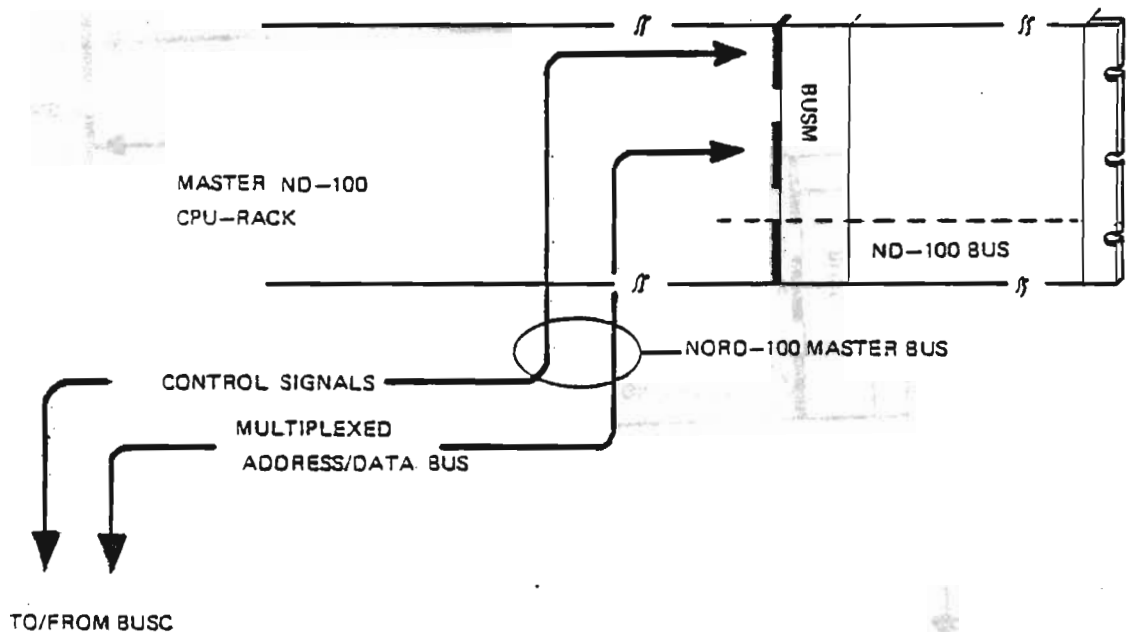 BUSM
MASTER ND-100
CPU-RACK
ND-100 BUS
NORD-100 MASTER BUS
CONTROL SIGNALS
MULTIPLEXED
ADDRESS/DATA BUS
TO/FROM BUSC